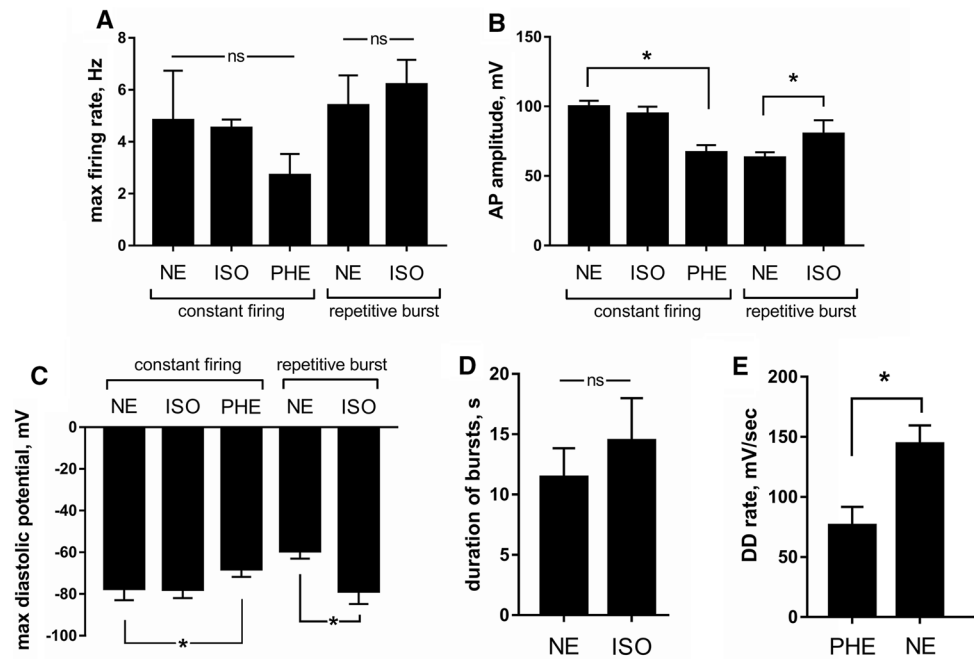 A
max firing rate, Hz
8
6
4
2
0
ns
ns
NE ISO PHE NE ISO
constant firing repetitive burst
B
AP amplitude, mV
150
100
50
0
*
*
NE ISO PHE NE ISO
constant firing repetitive burst
C
constant firing repetitive burst
NE ISO PHE NE ISO
max diastolic potential, mV
0
-20
-40
-60
-80
-100
*
*
D
duration of bursts, s
20
15
10
5
0
ns
NE ISO
E
DD rate, mV/sec
200
150
100
50
0
*
PHE NE